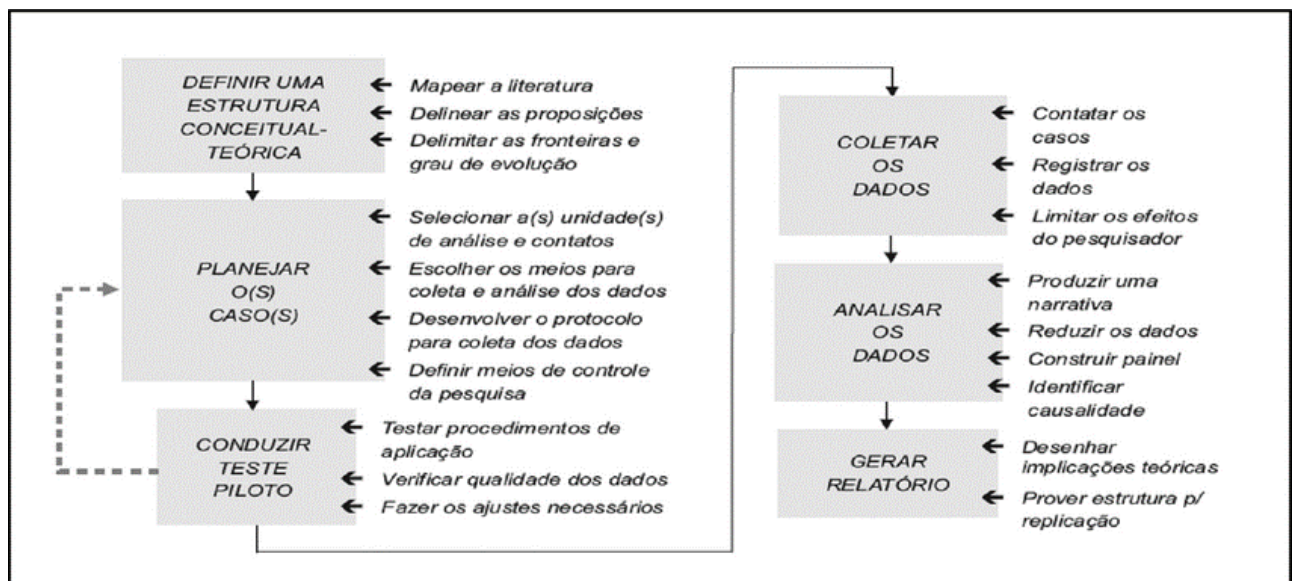 DEFINIR UMA
ESTRUTURA
CONCEITUAL-
TEÓRICA
Mapear a literatura
Delinear as proposições
Delimitar as fronteiras e
grau de evolução
PLANEJAR
O(S)
CASO(S)
Selecionar a(s) unidade(s)
de análise e contatos
Escolher os meios para
coleta e análise dos dados
Desenvolver o protocolo
para coleta dos dados
Definir meios de controle
da pesquisa
CONDUZIR
TESTE
PILOTO
Testar procedimentos de
aplicação
Verificar qualidade dos dados
Fazer os ajustes necessários
COLETAR
OS
DADOS
Contatar os
casos
Registrar os
dados
Limitar os efeitos
do pesquisador
ANALISAR
OS
DADOS
Produzir uma
narrativa
Reduzir os dados
Construir painel
Identificar
causalidade
GERAR
RELATÓRIO
Desenhar
implicações teóricas
Prover estrutura p/
replicação